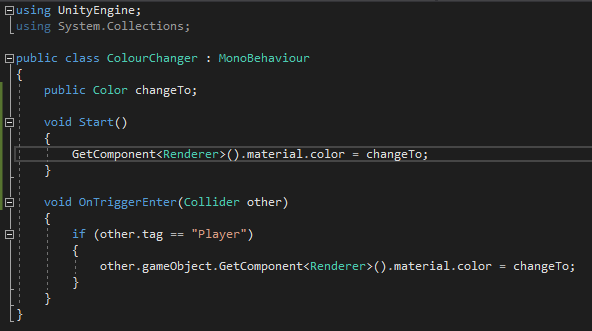 using UnityEngine;
using System.Collections;
public class ColourChanger : MonoBehaviour
{
    public Color changeTo;
    void Start()
    {
        GetComponent<Renderer>().material.color = changeTo;
    }
    void OnTriggerEnter(Collider other)
    {
        if (other.tag == "Player")
        {
            other.gameObject.GetComponent<Renderer>().material.color = changeTo;
        }
    }
}